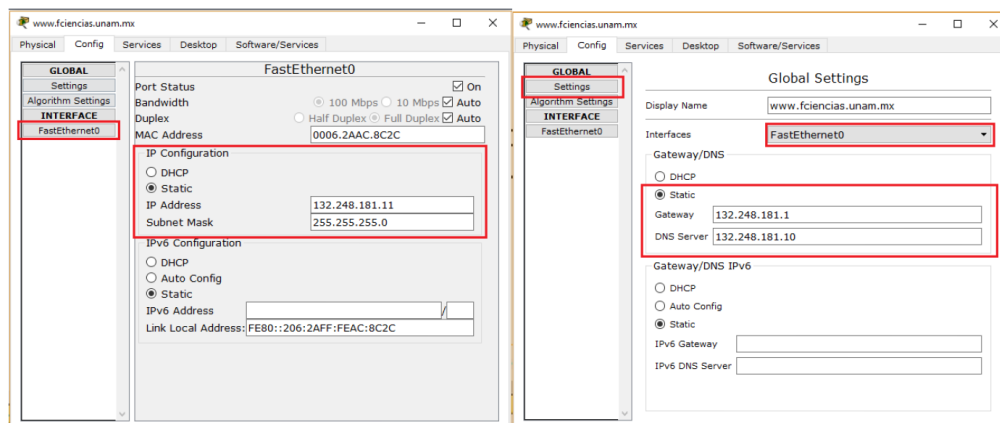 www.fciencias.unam.mx
Physical Config Services Desktop Software/Services
GLOBAL
Settings
Algorithm Settings
INTERFACE
FastEthernet0
FastEthernet0
Port Status On
Bandwidth 100 Mbps 10 Mbps Auto
Duplex Half Duplex Full Duplex Auto
MAC Address 0006.2AAC.8C2C
IP Configuration
DHCP
Static
IP Address 132.248.181.11
Subnet Mask 255.255.255.0
IPv6 Configuration
DHCP
Auto Config
Static
IPv6 Address /
Link Local Address: FE80::206:2AFF:FEAC:8C2C
www.fciencias.unam.mx
Physical Config Services Desktop Software/Services
GLOBAL
Settings
Algorithm Settings
INTERFACE
FastEthernet0
Global Settings
Display Name www.fciencias.unam.mx
Interfaces FastEthernet0
Gateway/DNS
DHCP
Static
Gateway 132.248.181.1
DNS Server 132.248.181.10
Gateway/DNS IPv6
DHCP
Auto Config
Static
IPv6 Gateway
IPv6 DNS Server